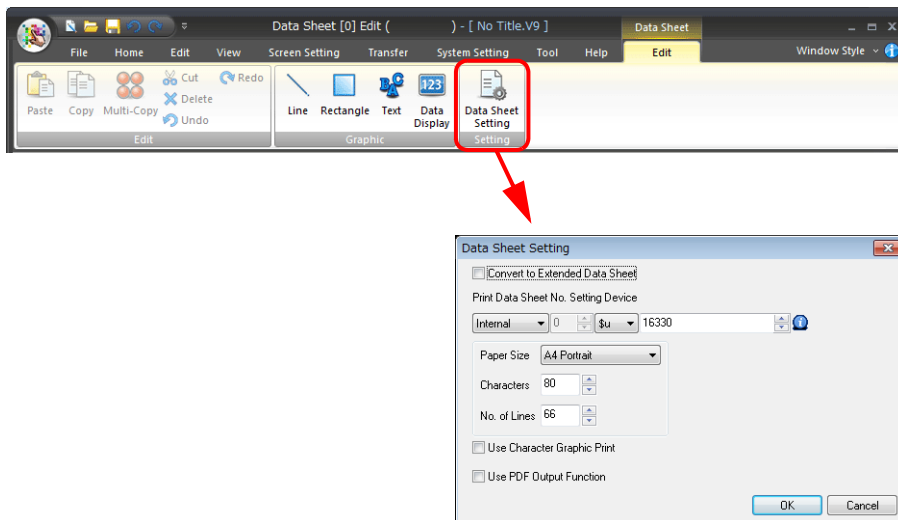 Data Sheet [0] Edit ( ) - [ No Title.V9 ]
Data Sheet
File Home Edit View Screen Setting Transfer System Setting Tool Help Edit Window Style
Paste Copy Multi-Copy Cut Delete Undo Redo
Line Rectangle Text Data Display
Data Sheet Setting
Edit Graphic Setting
Data Sheet Setting
Convert to Extended Data Sheet
Print Data Sheet No. Setting Device
Internal 0 $u 16330
Paper Size A4 Portrait
Characters 80
No. of Lines 66
Use Character Graphic Print
Use PDF Output Function
OK Cancel